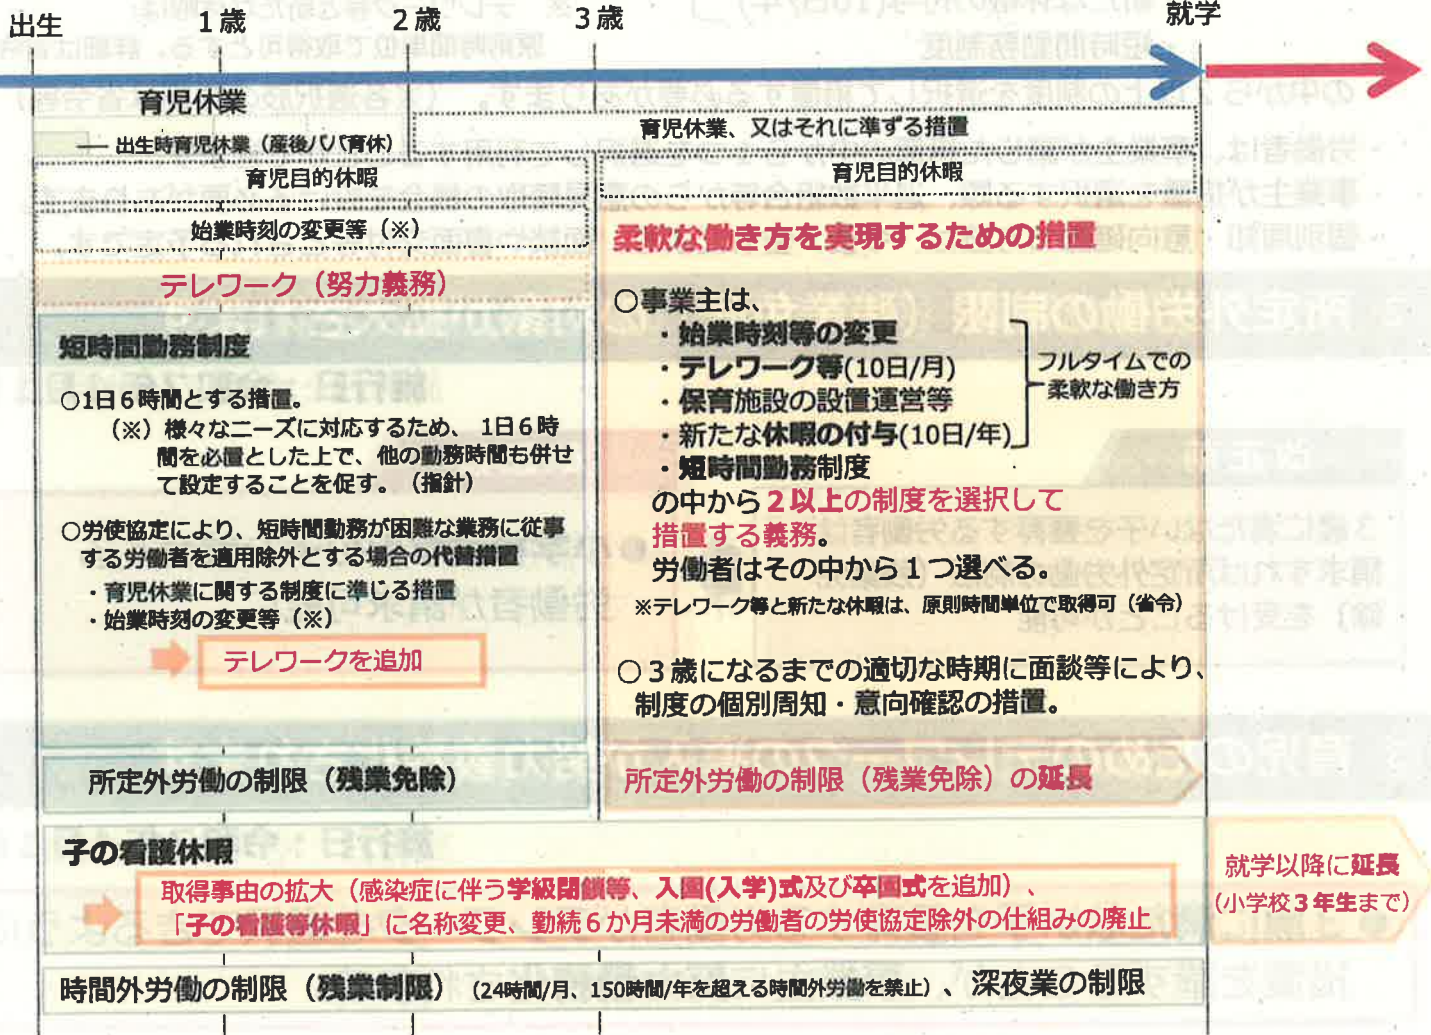 出生
1歳
2歳
3歳
就学
育児休業
出生時育児休業（産後パパ育休）
育児休業、又はそれに準ずる措置
育児目的休暇
育児目的休暇
始業時刻の変更等（※）
テレワーク（努力義務）
短時間勤務制度
○1日6時間とする措置。
（※）様々なニーズに対応するため、1日6時
間を必置とした上で、他の勤務時間も併せ
て設定することを促す。（指針）
○労使協定により、短時間勤務が困難な業務に従事
する労働者を適用除外とする場合の代替措置
・育児休業に関する制度に準じる措置
・始業時刻の変更等（※）
テレワークを追加
柔軟な働き方を実現するための措置
○事業主は、
・始業時刻等の変更
・テレワーク等(10日/月)
・保育施設の設置運営等
・新たな休暇の付与(10日/年)
・短時間勤務制度
フルタイムでの
柔軟な働き方
の中から２以上の制度を選択して
措置する義務。
労働者はその中から１つ選べる。
※テレワーク等と新たな休暇は、原則時間単位で取得可（省令）
○３歳になるまでの適切な時期に面談等により、
制度の個別周知・意向確認の措置。
所定外労働の制限（残業免除）
所定外労働の制限（残業免除）の延長
子の看護休暇
取得事由の拡大（感染症に伴う学級閉鎖等、入園(入学)式及び卒園式を追加）、
「子の看護等休暇」に名称変更、勤続６か月未満の労働者の労使協定除外の仕組みの廃止
就学以降に延長
（小学校３年生まで）
時間外労働の制限（残業制限）（24時間/月、150時間/年を超える時間外労働を禁止）、深夜業の制限